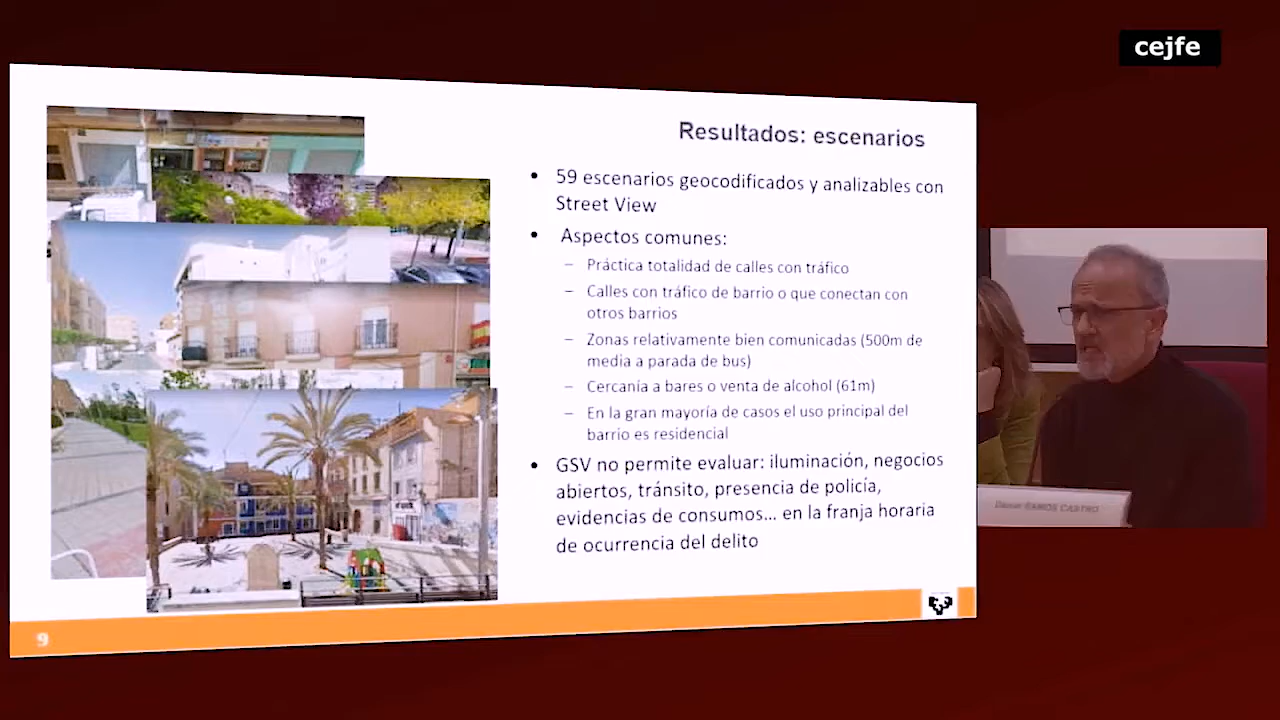 cejfe
Resultados: escenarios
• 59 escenarios geocodificados y analizables con
Street View
• Aspectos comunes:
– Práctica totalidad de calles con tráfico
– Calles con tráfico de barrio o que conectan con
otros barrios
– Zonas relativamente bien comunicadas (500m de
media a parada de bus)
– Cercanía a bares o venta de alcohol (61m)
– En la gran mayoría de casos el uso principal del
barrio es residencial
• GSV no permite evaluar: iluminación, negocios
abiertos, tránsito, presencia de policía,
evidencias de consumos... en la franja horaria
de ocurrencia del delito
9
RAMOS CASTRO